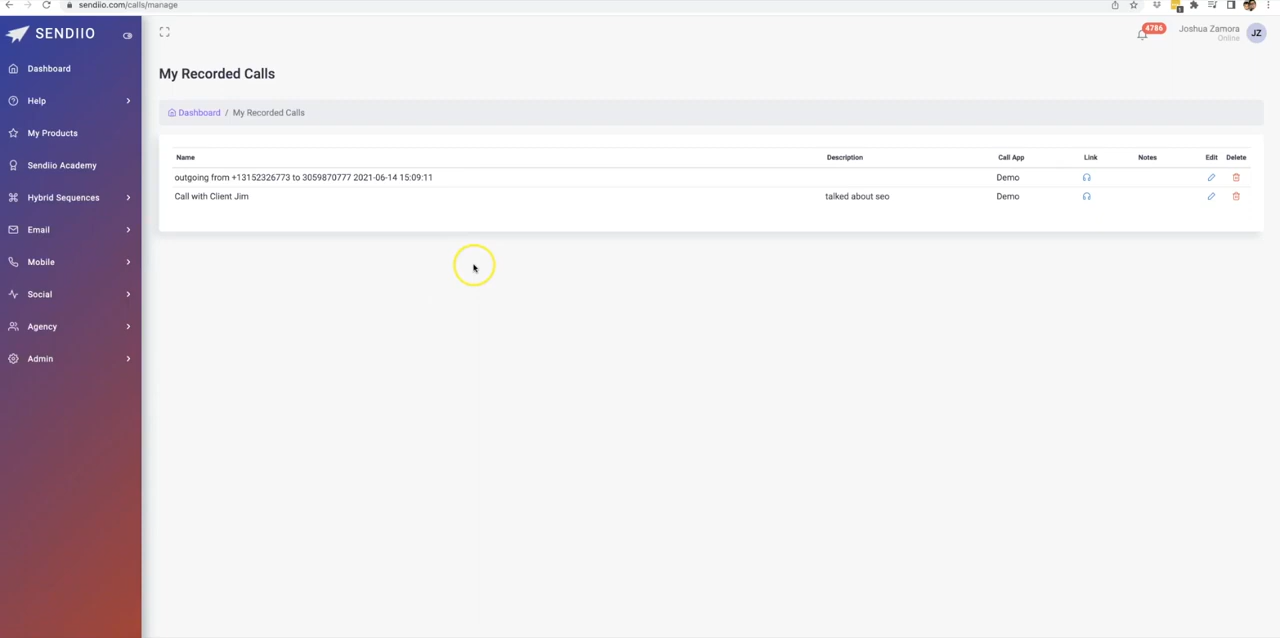 sendiio.com/calls/manage
SENDIIO
4786
Joshua Zamora
Online
JZ
Dashboard
Help
My Products
Sendiio Academy
Hybrid Sequences
Email
Mobile
Social
Agency
Admin
My Recorded Calls
Dashboard / My Recorded Calls
Name Description Call App Link Notes Edit Delete
outgoing from +13152326773 to 3059870777 2021-06-14 15:09:11 Demo
Call with Client Jim talked about seo Demo